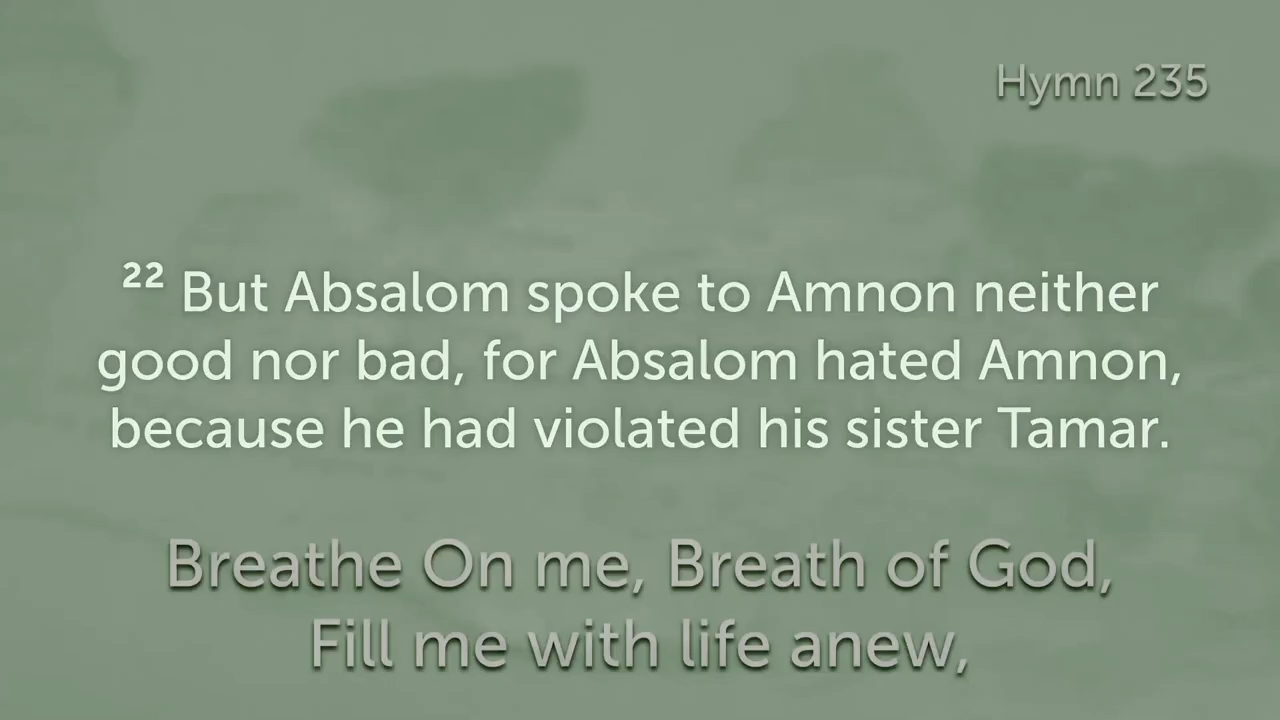 Hymn 235
22 But Absalom spoke to Amnon neither
good nor bad, for Absalom hated Amnon,
because he had violated his sister Tamar.
Breathe On me, Breath of God,
Fill me with life anew,